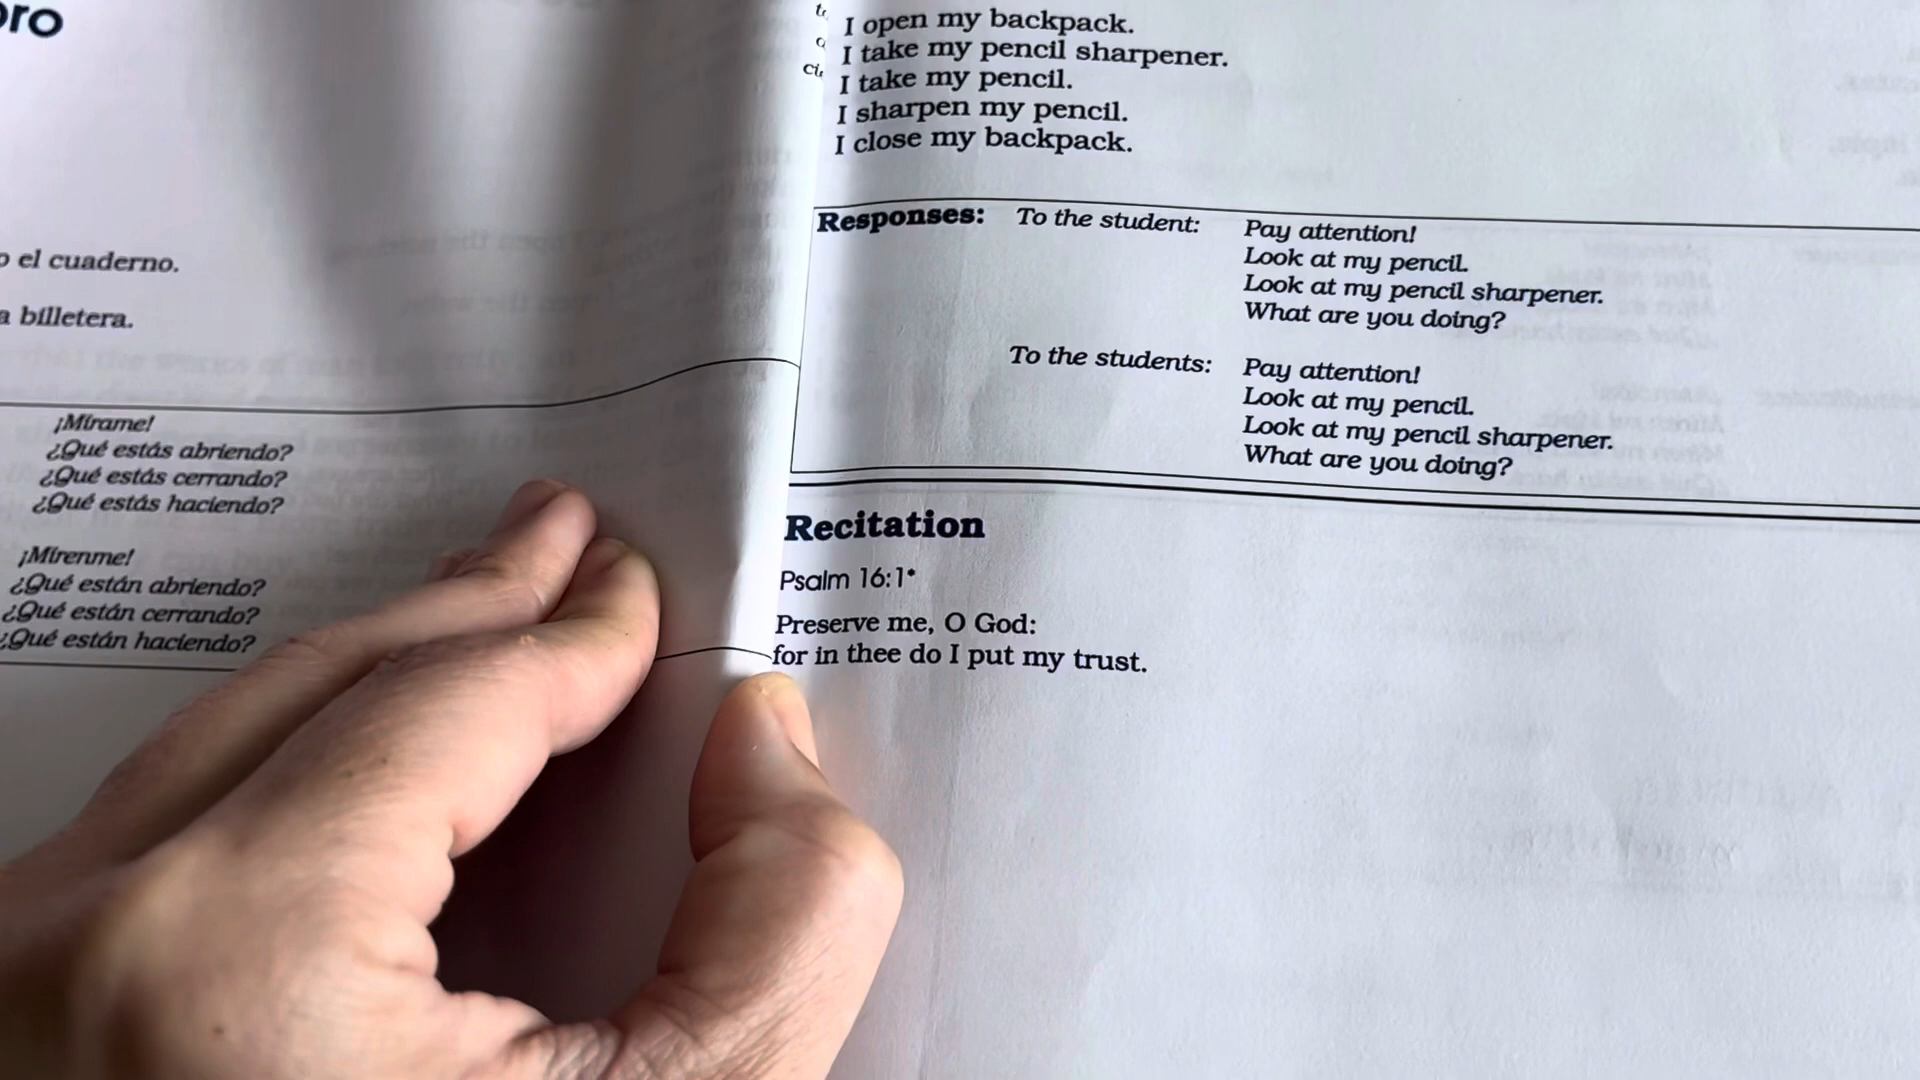 el cuaderno.
billetera.
¡Mírame!
¿Qué estás abriendo?
¿Qué estás cerrando?
¿Qué estás haciendo?
¡Mírenme!
¿Qué están abriendo?
¿Qué están cerrando?
¿Qué están haciendo?
I open my backpack.
I take my pencil sharpener.
I take my pencil.
I sharpen my pencil.
I close my backpack.
Responses: To the student: Pay attention!
Look at my pencil.
Look at my pencil sharpener.
What are you doing?
To the students: Pay attention!
Look at my pencil.
Look at my pencil sharpener.
What are you doing?
Recitation
Psalm 16:1*
Preserve me, O God:
for in thee do I put my trust.